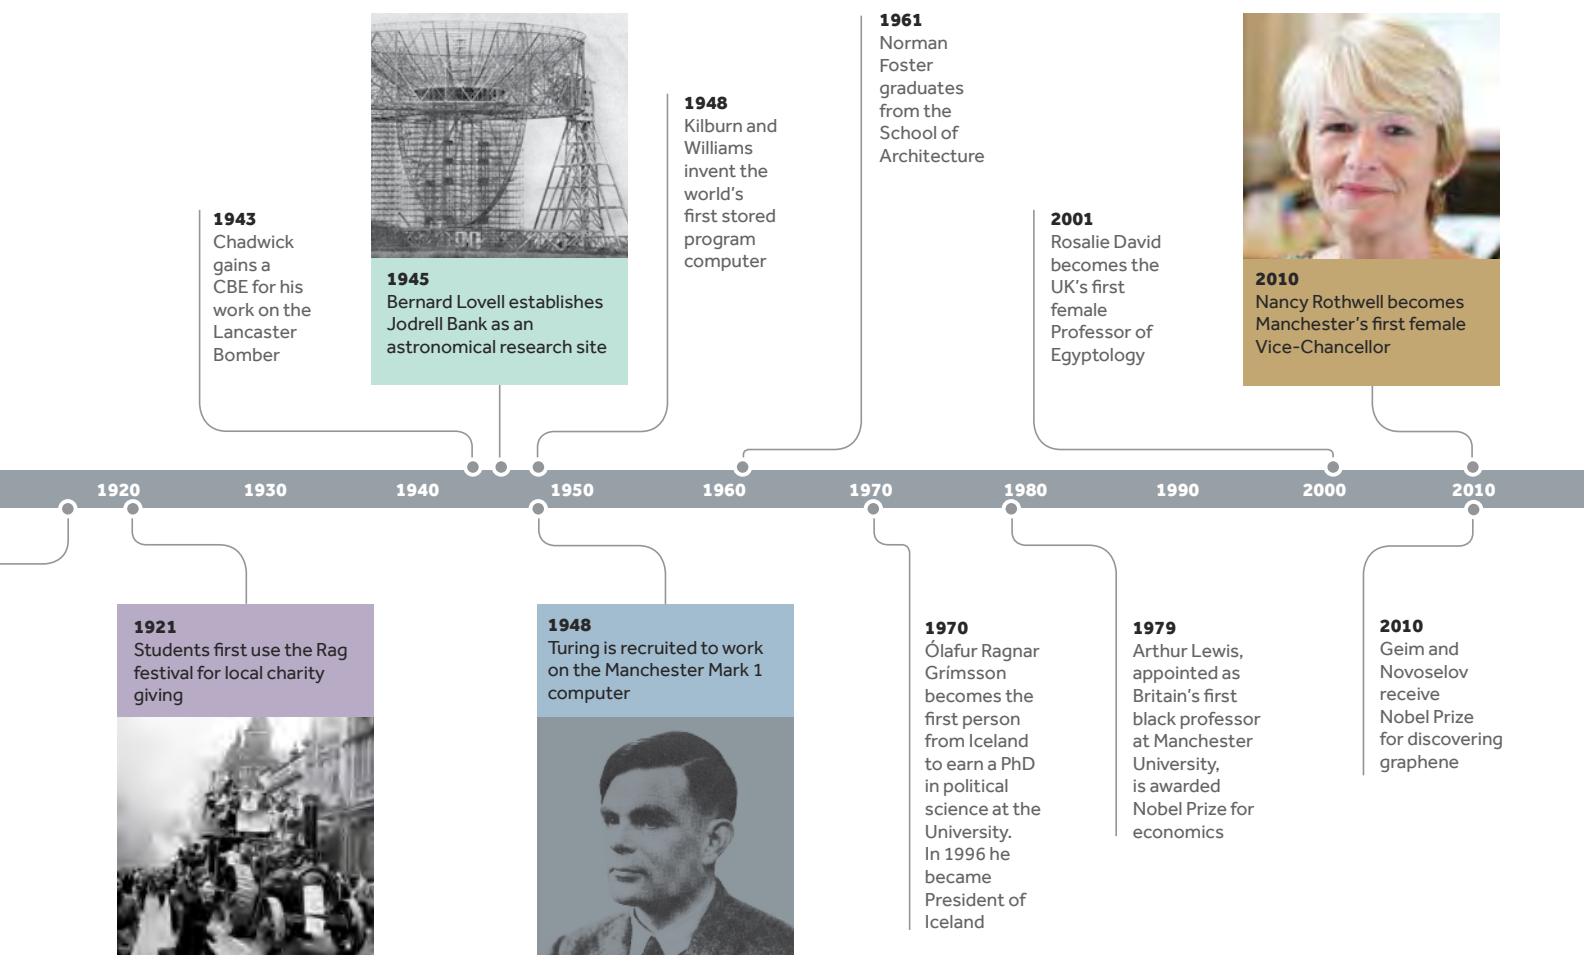 1943
Chadwick
gains a
CBE for his
work on the
Lancaster
Bomber
1945
Bernard Lovell establishes
Jodrell Bank as an
astronomical research site
1948
Kilburn and
Williams
invent the
world's
first stored
program
computer
1961
Norman
Foster
graduates
from the
School of
Architecture
2001
Rosalie David
becomes the
UK's first
female
Professor of
Egyptology
2010
Nancy Rothwell becomes
Manchester's first female
Vice-Chancellor
1920 1930 1940 1950 1960 1970 1980 1990 2000 2010
1921
Students first use the Rag
festival for local charity
giving
1948
Turing is recruited to work
on the Manchester Mark 1
computer
1970
Ólafur Ragnar
Grímsson
becomes the
first person
from Iceland
to earn a PhD
in political
science at the
University.
In 1996 he
became
President of
Iceland
1979
Arthur Lewis,
appointed as
Britain's first
black professor
at Manchester
University,
is awarded
Nobel Prize for
economics
2010
Geim and
Novoselov
receive
Nobel Prize
for discovering
graphene